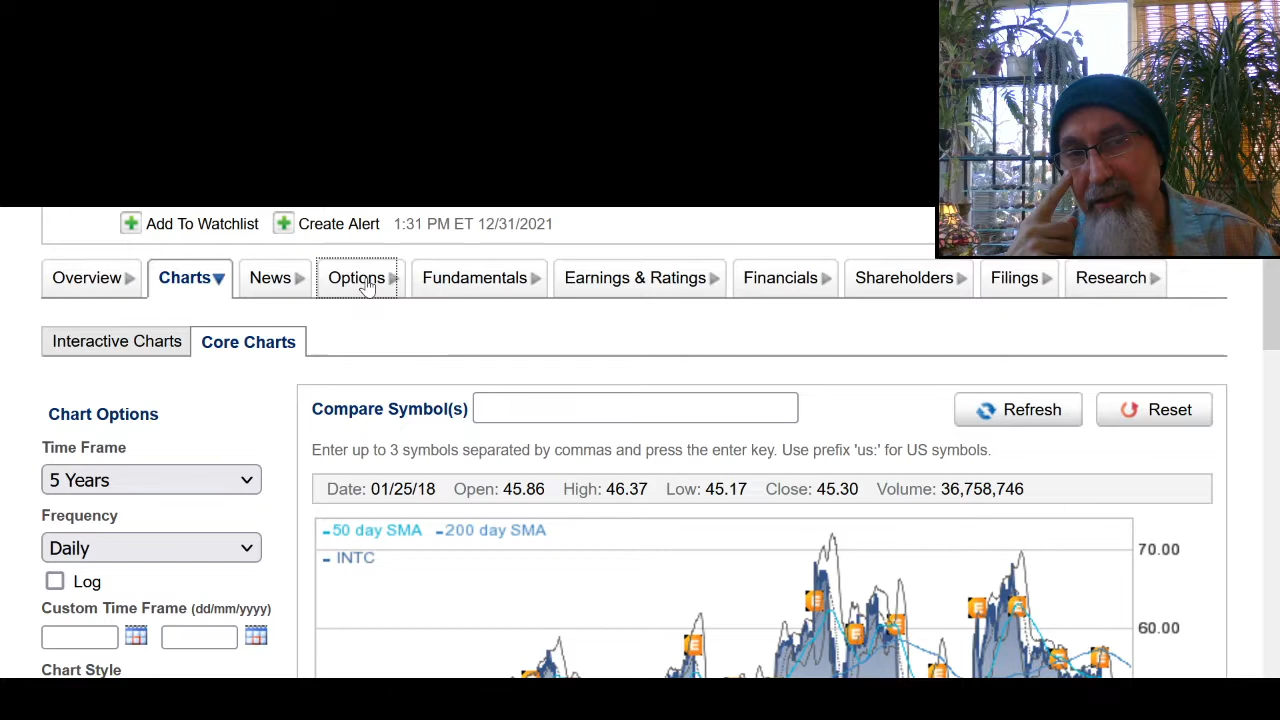 Add To Watchlist Create Alert 1:31 PM ET 12/31/2021
Overview Charts News Options Fundamentals Earnings & Ratings Financials Shareholders Filings Research
Interactive Charts Core Charts
Chart Options
Time Frame
5 Years
Frequency
Daily
Log
Custom Time Frame (dd/mm/yyyy)
Chart Style
Compare Symbol(s) Refresh Reset
Enter up to 3 symbols separated by commas and press the enter key. Use prefix 'us:' for US symbols.
Date: 01/25/18 Open: 45.86 High: 46.37 Low: 45.17 Close: 45.30 Volume: 36,758,746
50 day SMA 200 day SMA
INTC
70.00
60.00